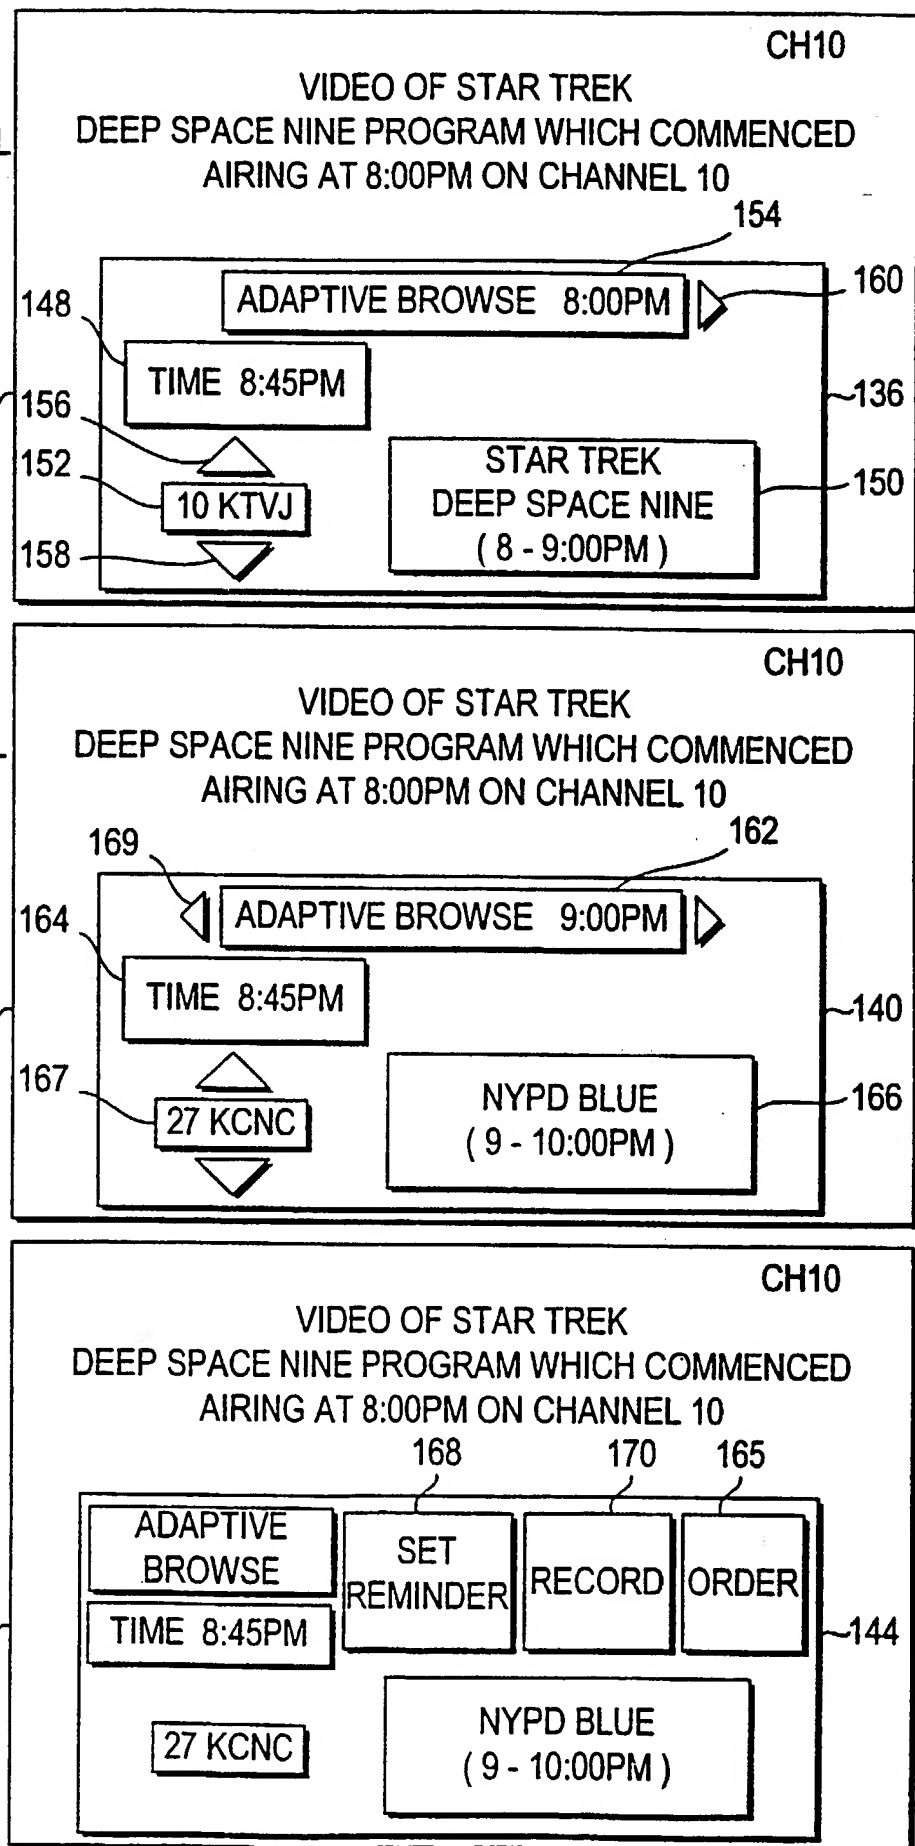 CH10
VIDEO OF STAR TREK
DEEP SPACE NINE PROGRAM WHICH COMMENCED
AIRING AT 8:00PM ON CHANNEL 10
154
ADAPTIVE BROWSE 8:00PM
160
148
TIME 8:45PM
136
156
152
10 KTVJ
158
STAR TREK
DEEP SPACE NINE
( 8 - 9:00PM )
150
CH10
VIDEO OF STAR TREK
DEEP SPACE NINE PROGRAM WHICH COMMENCED
AIRING AT 8:00PM ON CHANNEL 10
162
169
ADAPTIVE BROWSE 9:00PM
164
TIME 8:45PM
140
167
27 KCNC
NYPD BLUE
( 9 - 10:00PM )
166
CH10
VIDEO OF STAR TREK
DEEP SPACE NINE PROGRAM WHICH COMMENCED
AIRING AT 8:00PM ON CHANNEL 10
168
170
165
ADAPTIVE
BROWSE
SET
REMINDER
RECORD
ORDER
TIME 8:45PM
144
27 KCNC
NYPD BLUE
( 9 - 10:00PM )